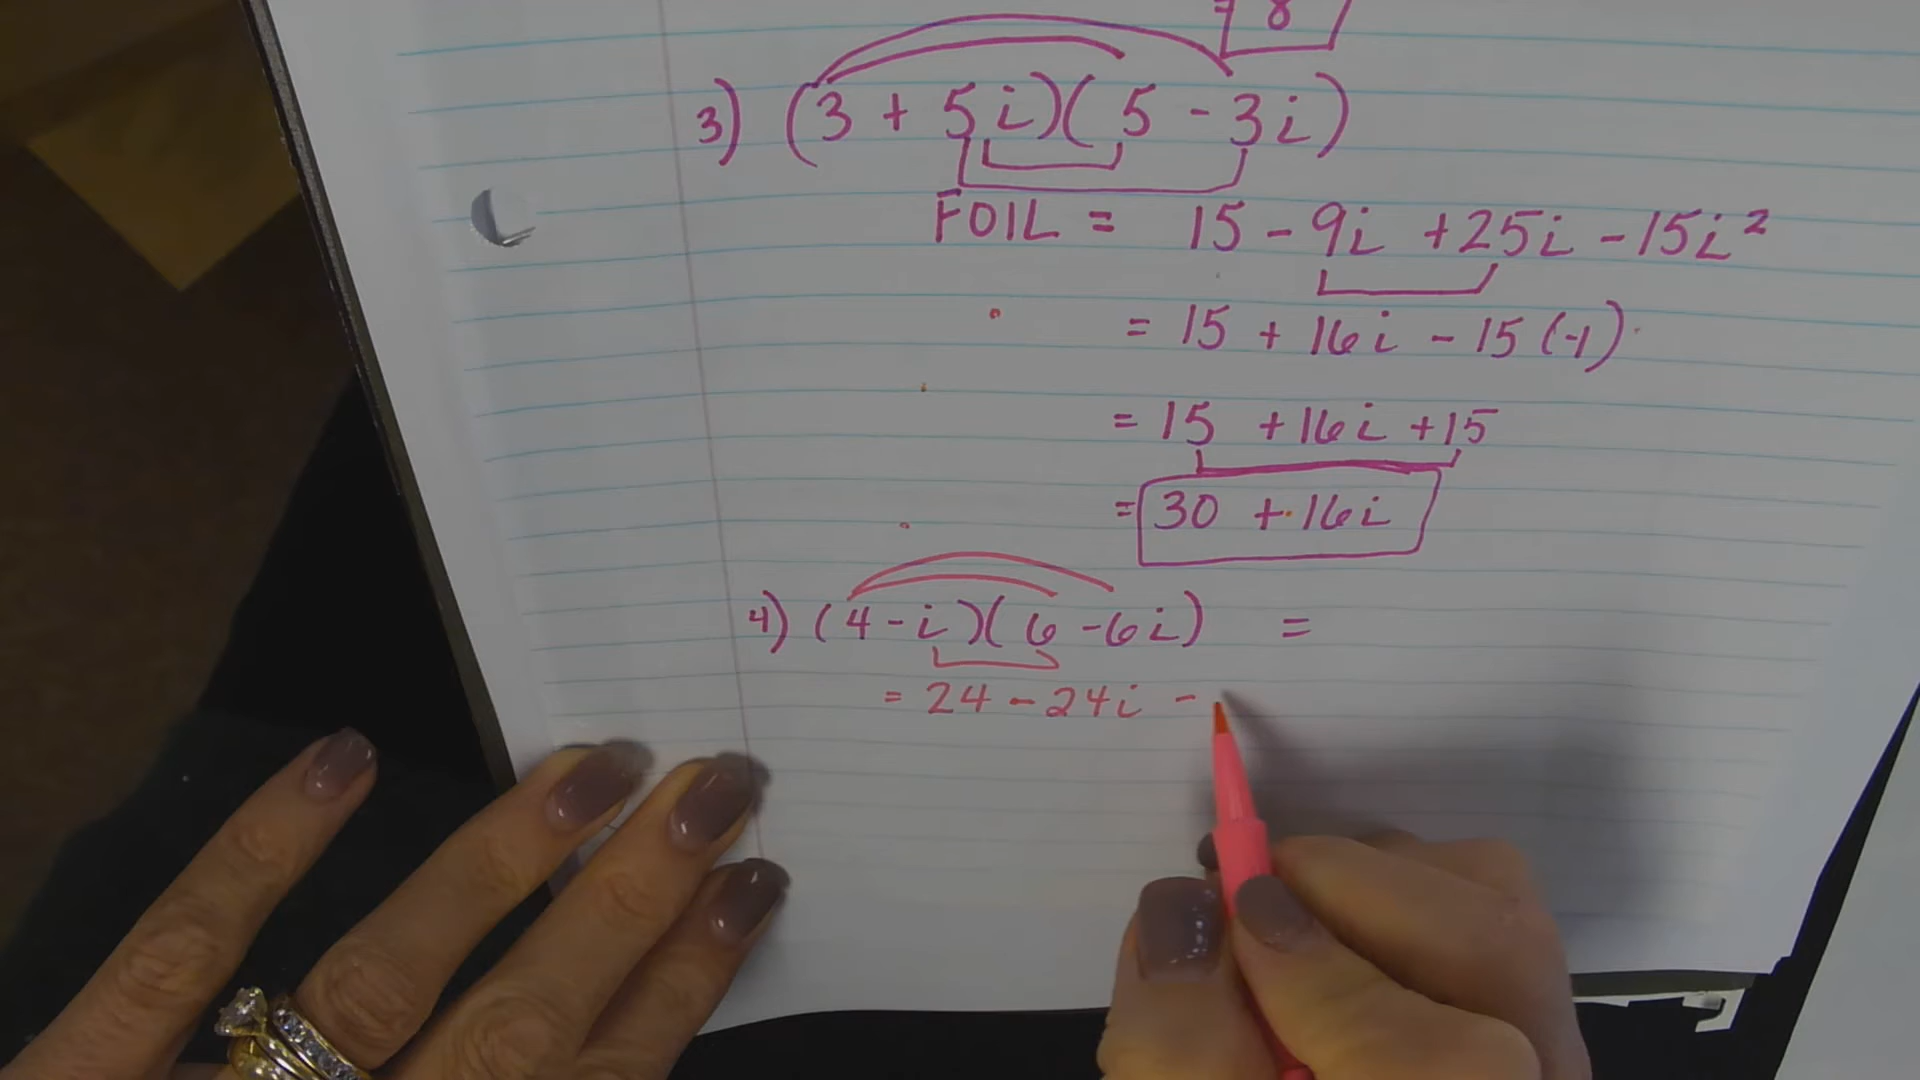 = 8
3) (3 + 5i)(5 - 3i)
FOIL = 15 - 9i + 25i - 15i²
= 15 + 16i - 15(-1)
= 15 + 16i + 15
= 30 + 16i
4) (4 - i)(6 - 6i) =
= 24 - 24i -